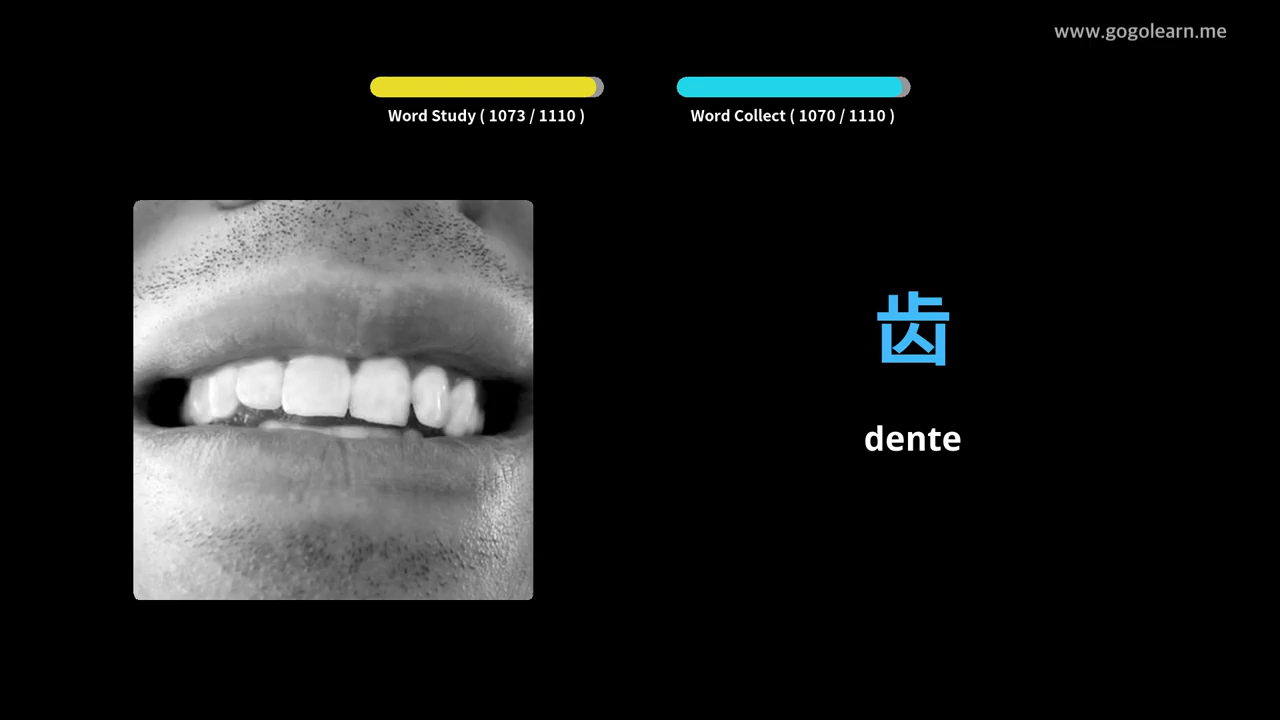 www.gogolearn.me
Word Study ( 1073 / 1110 )
Word Collect ( 1070 / 1110 )
齿
dente